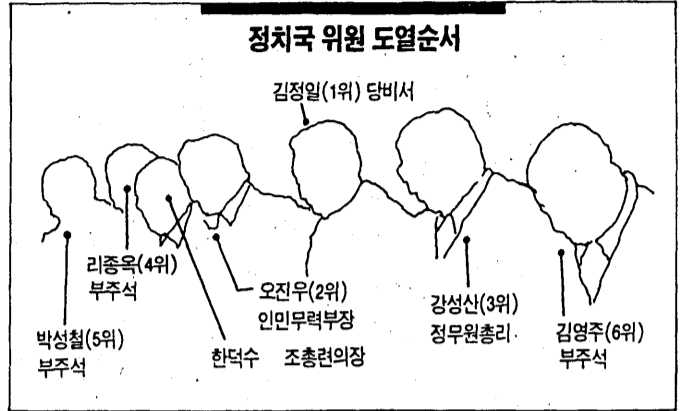 정치국 위원 도열순서
김정일(1위) 당비서
리종옥(4위)
부주석
오진우(2위)
인민무력부장
강성산(3위)
정무원총리
박성철(5위)
부주석
한덕수 조총련의장
김영주(6위)
부주석